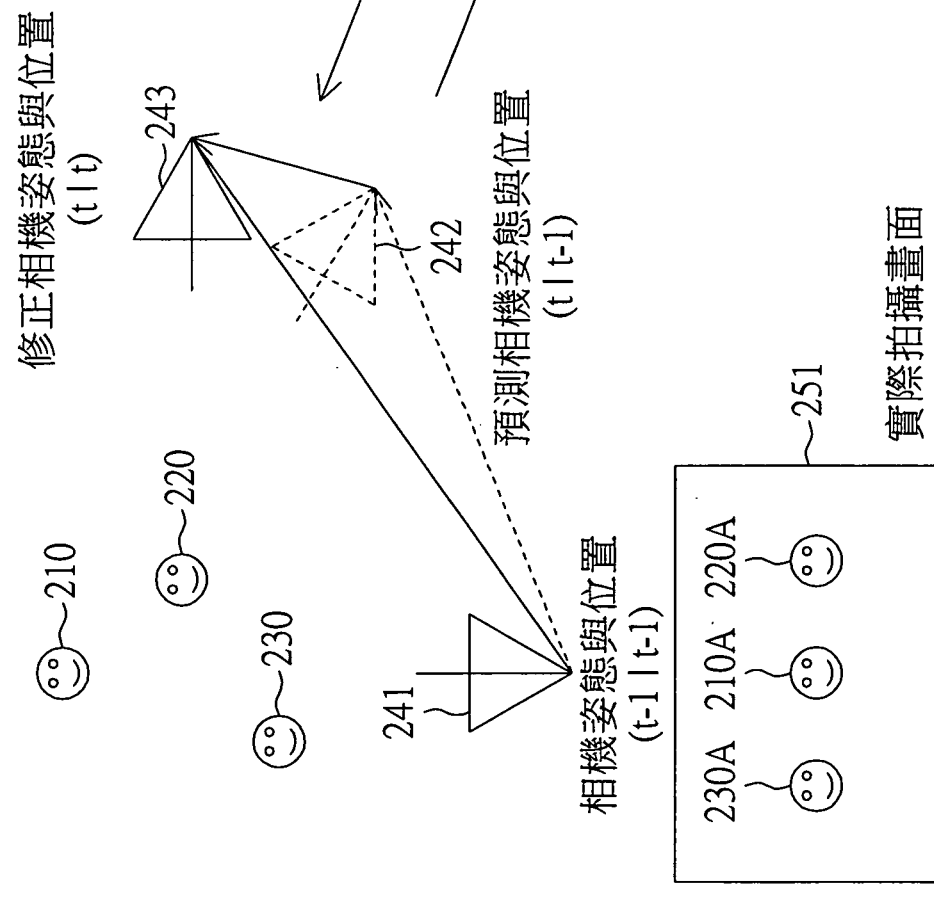 修正相機姿態與位置
(t|t)
243
242
預測相機姿態與位置
(t|t-1)
210
220
230
241
相機姿態與位置
(t-1|t-1)
230A
210A
220A
251
實際拍攝畫面